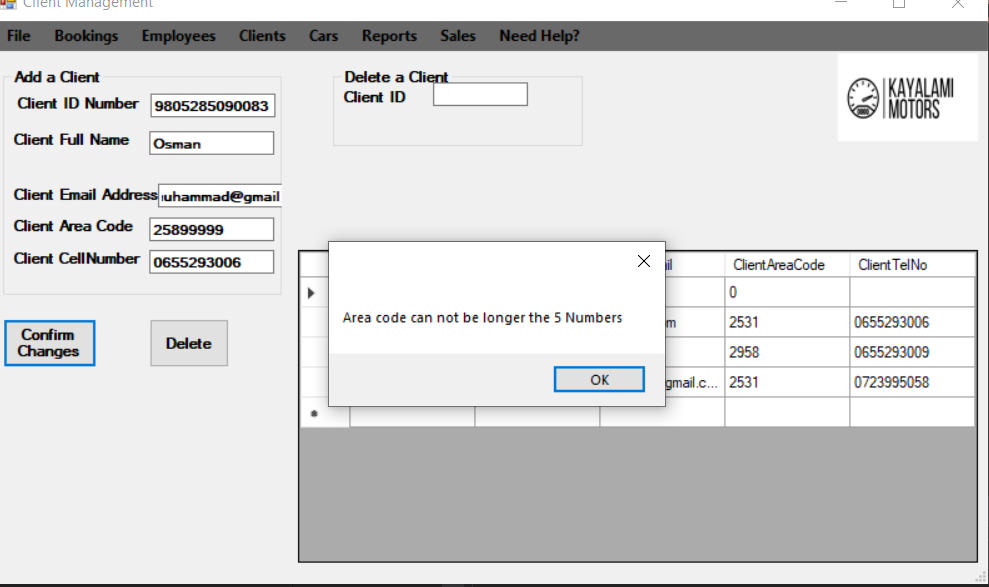 Client Management
File Bookings Employees Clients Cars Reports Sales Need Help?
Add a Client
Client ID Number 9805285090083
Client Full Name Osman
Client Email Address uhammad@gmail
Client Area Code 25899999
Client CellNumber 0655293006
Confirm
Changes
Delete
Delete a Client
Client ID
KAYALAMI
MOTORS
Area code can not be longer the 5 Numbers
OK
il ClientAreaCode ClientTelNo
0
m 2531 0655293006
2958 0655293009
gmail.c... 2531 0723995058